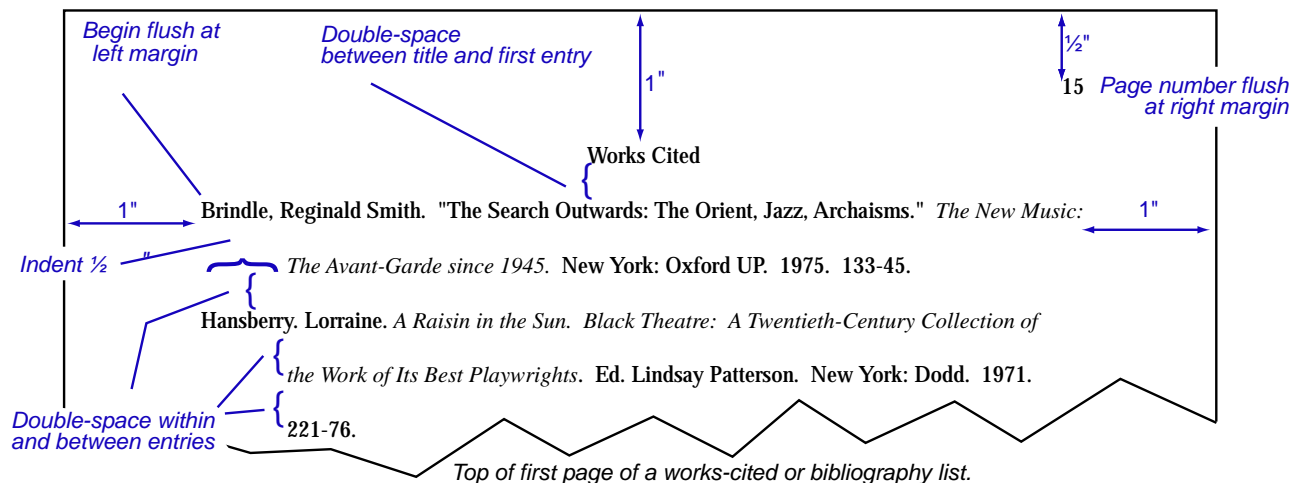 Begin flush at
left margin
Double-space
between title and first entry
1"
½"
15 Page number flush
at right margin
Works Cited
1"
Brindle, Reginald Smith. "The Search Outwards: The Orient, Jazz, Archaisms." The New Music:
1"
Indent ½ "
The Avant-Garde since 1945. New York: Oxford UP. 1975. 133-45.
Hansberry. Lorraine. A Raisin in the Sun. Black Theatre: A Twentieth-Century Collection of
the Work of Its Best Playwrights. Ed. Lindsay Patterson. New York: Dodd. 1971.
Double-space within
and between entries
221-76.
Top of first page of a works-cited or bibliography list.